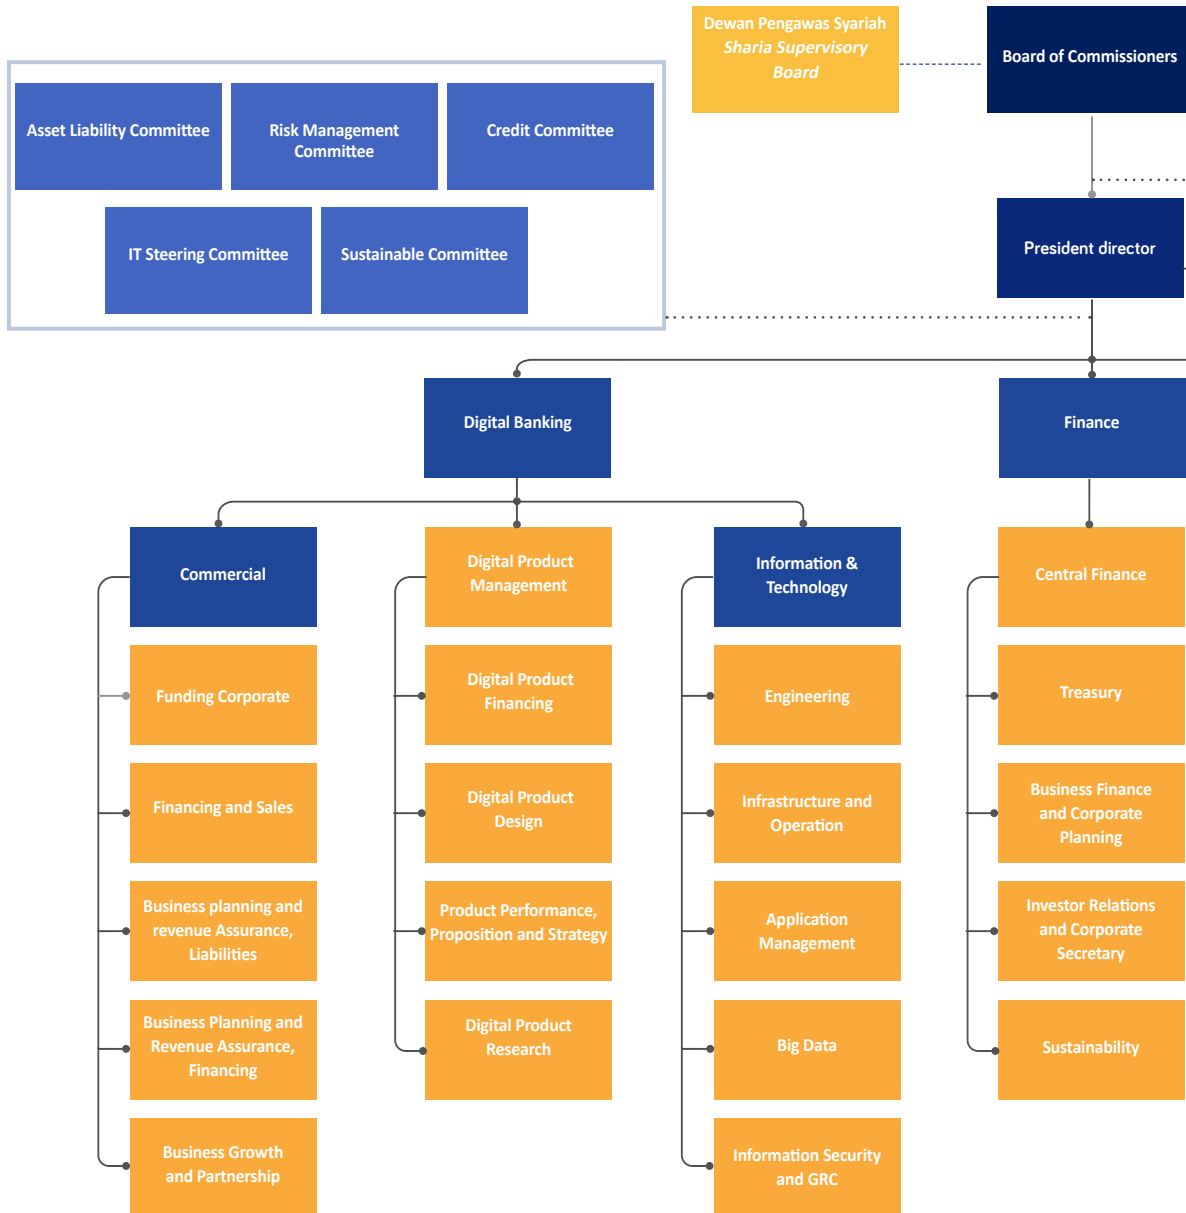 Dewan Pengawas Syariah
Sharia Supervisory
Board
Board of Commissioners
Asset Liability Committee
Risk Management
Committee
Credit Committee
IT Steering Committee
Sustainable Committee
President director
Digital Banking
Finance
Commercial
Funding Corporate
Financing and Sales
Business planning and
revenue Assurance,
Liabilities
Business Planning and
Revenue Assurance,
Financing
Business Growth
and Partnership
Digital Product
Management
Digital Product
Financing
Digital Product
Design
Product Performance,
Proposition and Strategy
Digital Product
Research
Information &
Technology
Engineering
Infrastructure and
Operation
Application
Management
Big Data
Information Security
and GRC
Central Finance
Treasury
Business Finance
and Corporate
Planning
Investor Relations
and Corporate
Secretary
Sustainability